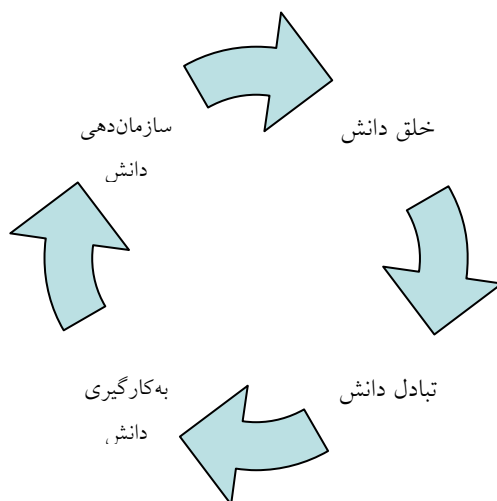 خلق دانش
سازمان‌دهی
دانش
تبادل دانش
به‌کارگیری
دانش